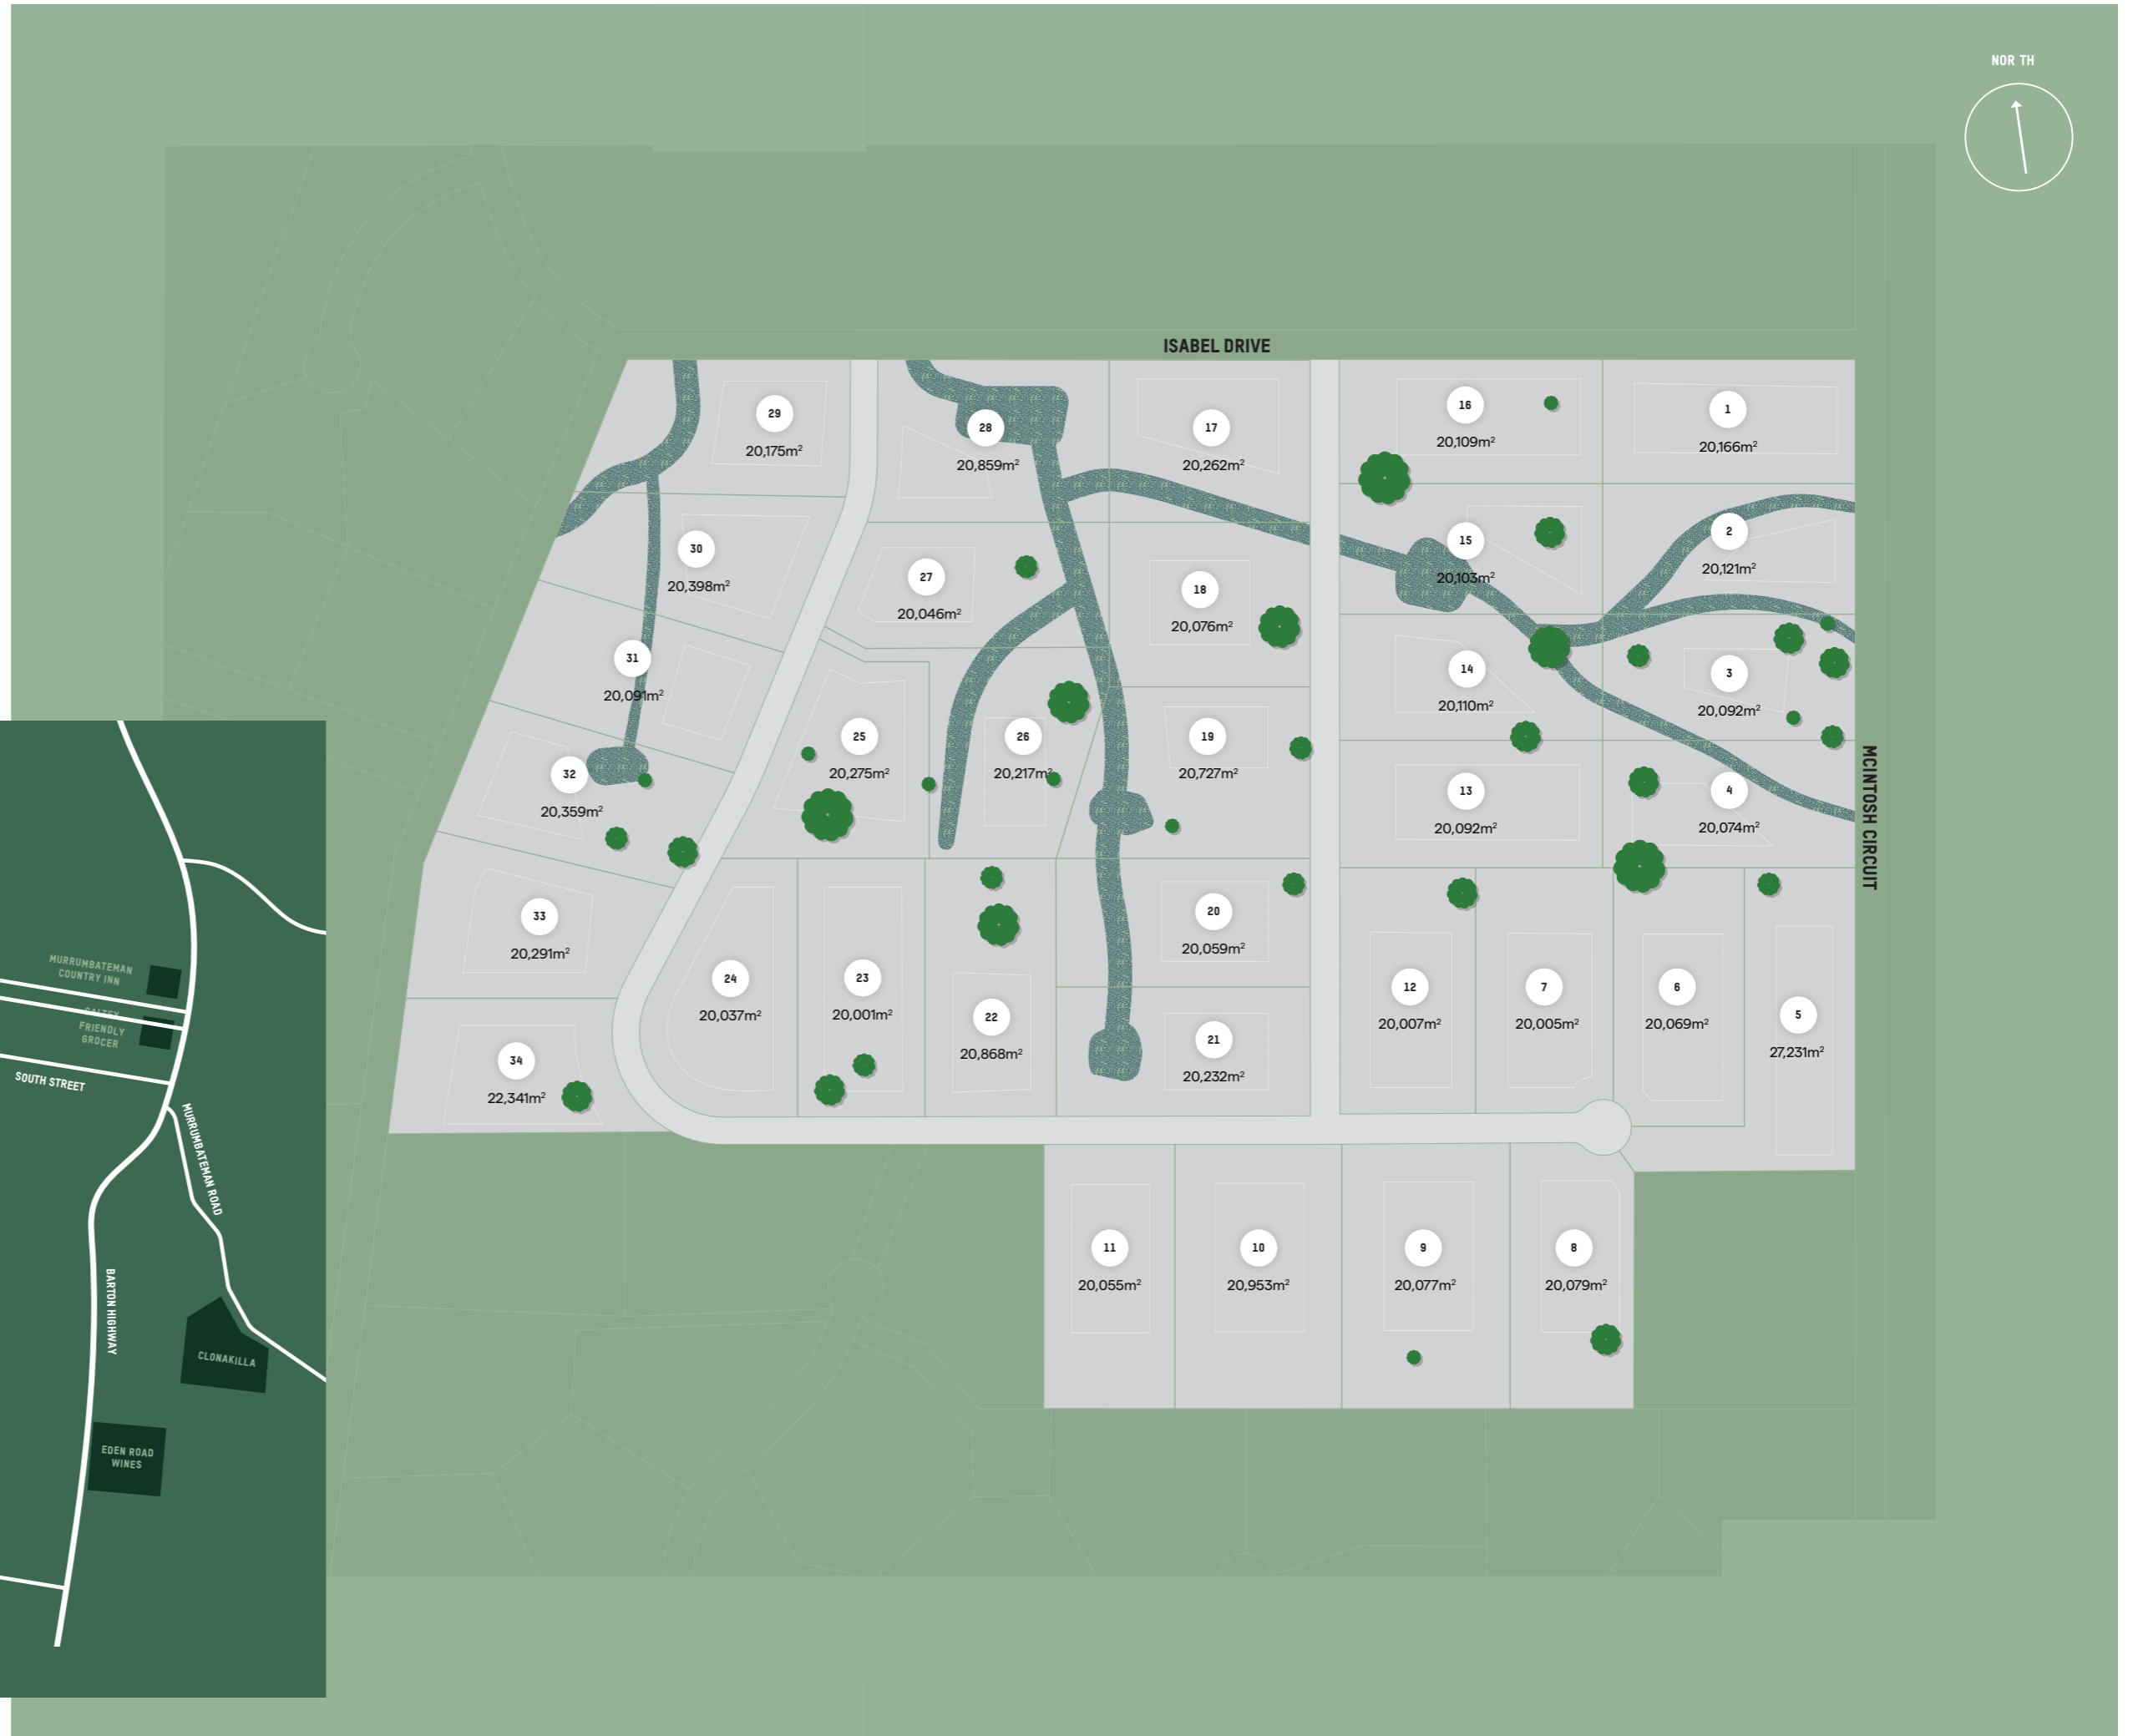 NOR TH
ISABEL DRIVE
MCINTOSH CIRCUIT
29
20,175m²
28
20,859m²
17
20,262m²
16
20,109m²
1
20,166m²
30
20,398m²
27
20,046m²
18
20,076m²
15
20,103m²
2
20,121m²
31
20,091m²
14
20,110m²
3
20,092m²
32
20,359m²
25
20,275m²
26
20,217m²
19
20,727m²
13
20,092m²
4
20,074m²
33
20,291m²
24
20,037m²
23
20,001m²
22
20,868m²
20
20,059m²
12
20,007m²
7
20,005m²
6
20,069m²
5
27,231m²
34
22,341m²
21
20,232m²
11
20,055m²
10
20,953m²
9
20,077m²
8
20,079m²
MURRUMBATEMAN
COUNTRY INN
CALTEX
FRIENDLY
GROCER
SOUTH STREET
MURRUMBATEMAN ROAD
BARTON HIGHWAY
CLONAKILLA
EDEN ROAD
WINES